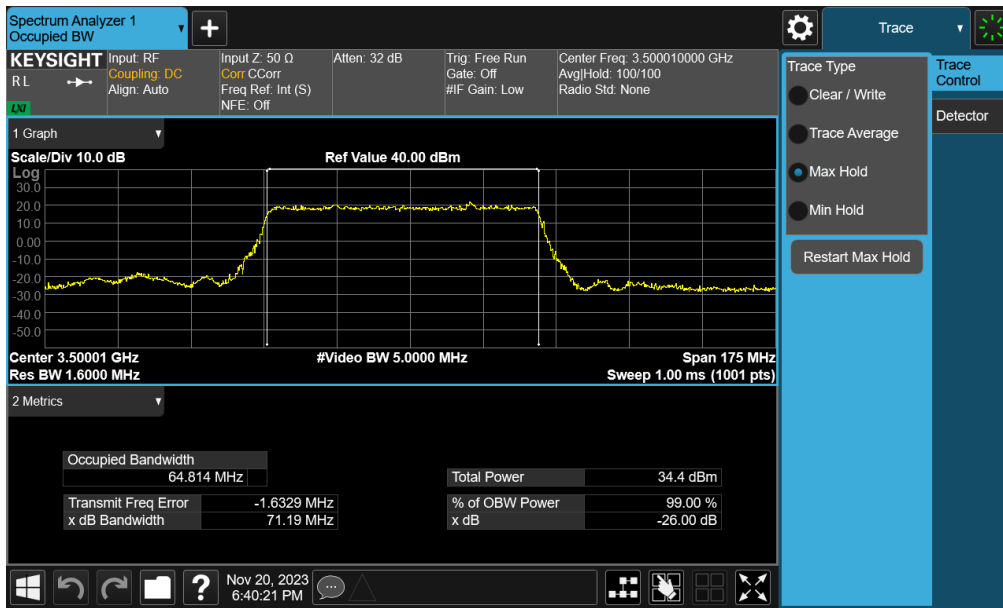 Spectrum Analyzer 1
Occupied BW
Trace
KEYSIGHT
R L
LXI
Input: RF
Coupling: DC
Align: Auto
Input Z: 50 Ω
Corr CCorr
Freq Ref: Int (S)
NFE: Off
Atten: 32 dB
Trig: Free Run
Gate: Off
#IF Gain: Low
Center Freq: 3.500010000 GHz
Avg|Hold: 100/100
Radio Std: None
Trace Type
Clear / Write
Trace Average
Max Hold
Min Hold
Restart Max Hold
Trace
Control
Detector
1 Graph
Scale/Div 10.0 dB
Ref Value 40.00 dBm
Log
30.0
20.0
10.0
0.00
-10.0
-20.0
-30.0
-40.0
-50.0
Center 3.50001 GHz
#Video BW 5.0000 MHz
Span 175 MHz
Res BW 1.6000 MHz
Sweep 1.00 ms (1001 pts)
2 Metrics
Occupied Bandwidth
64.814 MHz
Total Power 34.4 dBm
Transmit Freq Error -1.6329 MHz
% of OBW Power 99.00 %
x dB Bandwidth 71.19 MHz
x dB -26.00 dB
?
Nov 20, 2023
6:40:21 PM